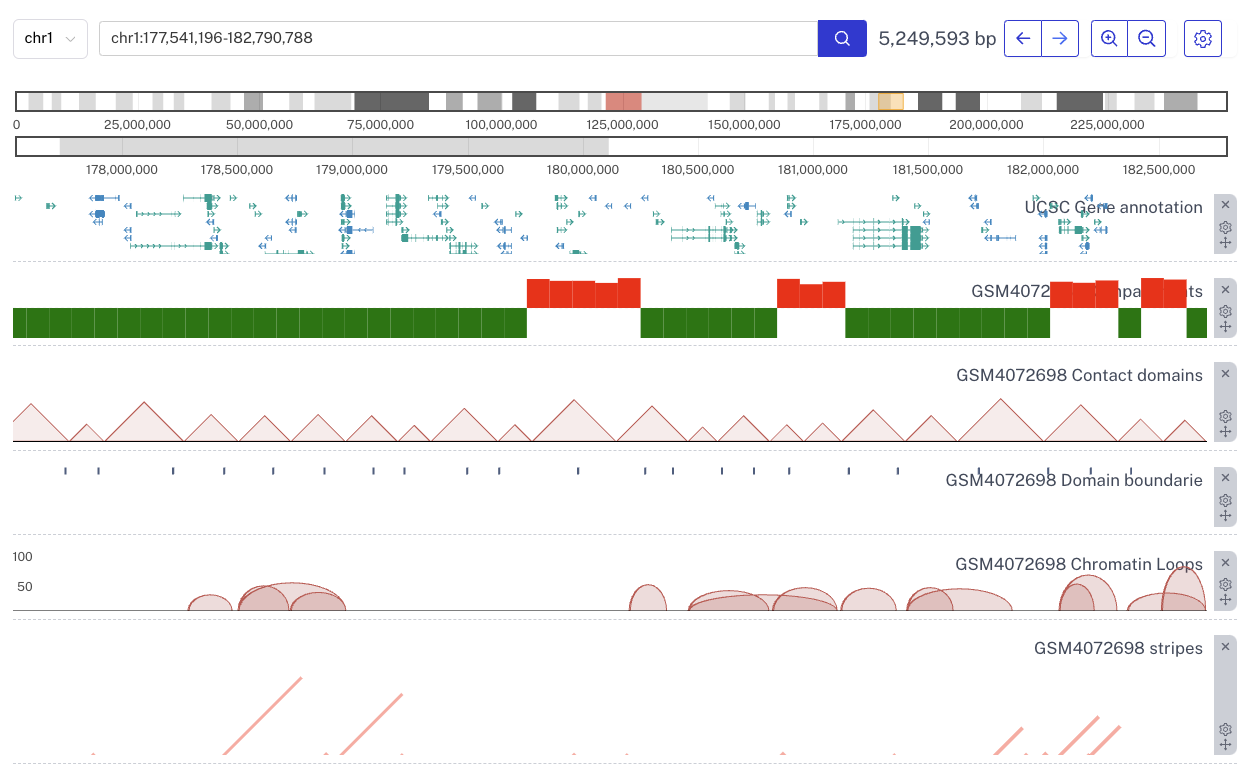 chr1
chr1:177,541,196-182,790,788
5,249,593 bp
0 25,000,000 50,000,000 75,000,000 100,000,000 125,000,000 150,000,000 175,000,000 200,000,000 225,000,000
178,000,000 178,500,000 179,000,000 179,500,000 180,000,000 180,500,000 181,000,000 181,500,000 182,000,000 182,500,000
UCSC Gene annotation
GSM4072
GSM4072698 Contact domains
GSM4072698 Domain boundarie
100
GSM4072698 Chromatin Loops
50
GSM4072698 stripes